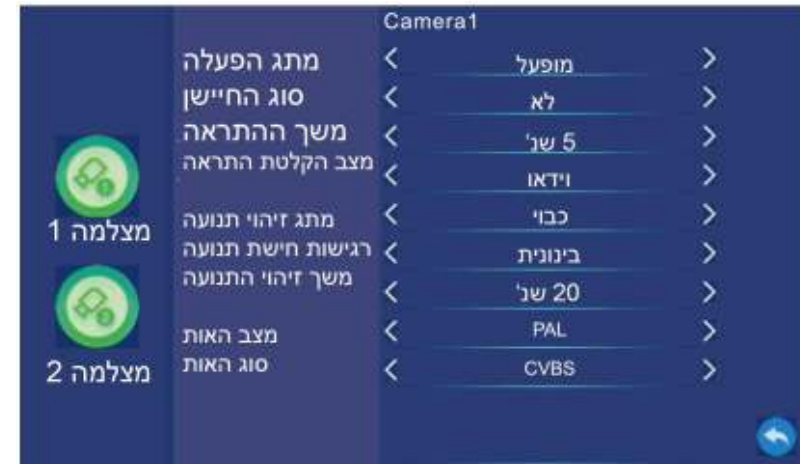 Camera1
מתג הפעלה
מופעל
סוג החיישן
לא
משך ההתראה
5 שנ'
מצב הקלטת התראה
וידאו
מתג זיהוי תנועה
כבוי
רגישות חישת תנועה
בינונית
משך זיהוי התנועה
20 שנ'
מצב האות
PAL
סוג האות
CVBS
מצלמה 1
מצלמה 2